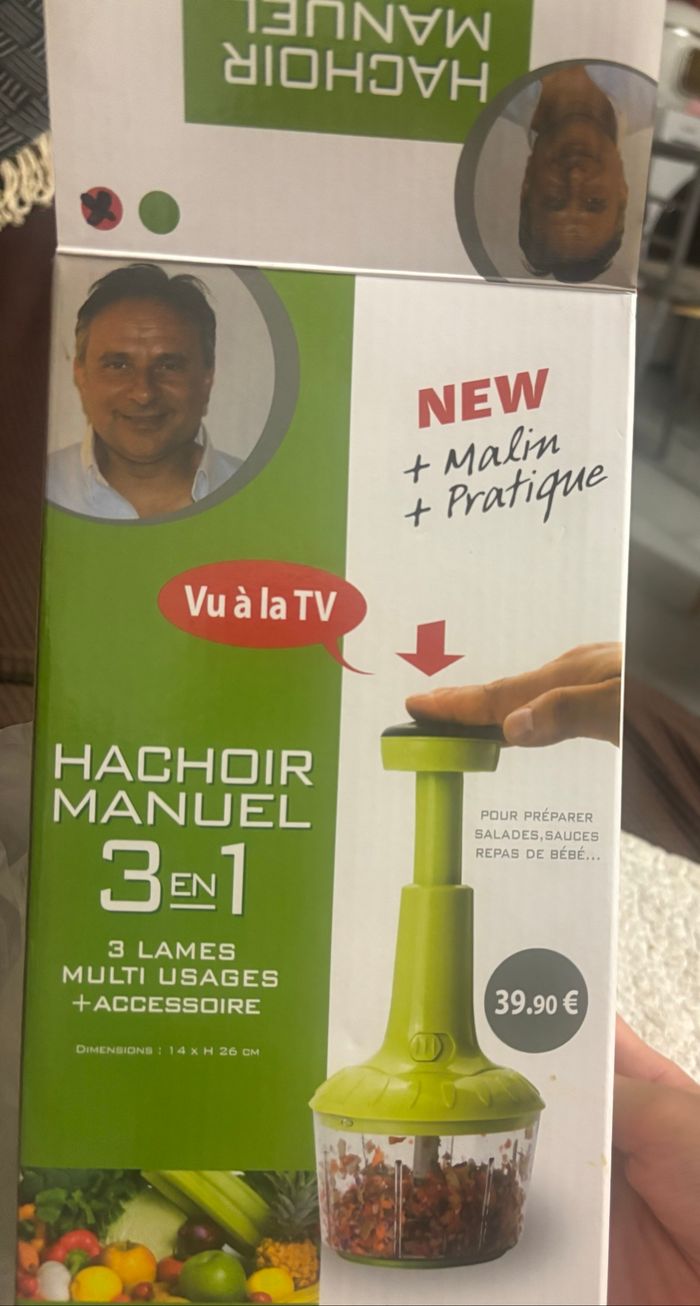 HACHOIR
MANUEL
NEW
+ Malin
+ Pratique
Vu à la TV
HACHOIR
MANUEL
3 EN 1
3 LAMES
MULTI USAGES
+ACCESSOIRE
DIMENSIONS : 14 X H 26 CM
POUR PRÉPARER
SALADES,SAUCES
REPAS DE BÉBÉ...
39.90 €